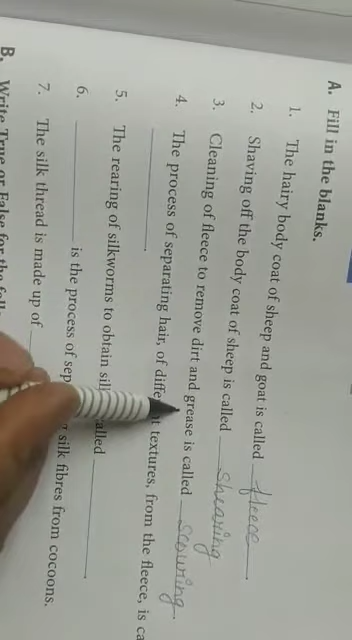 A. Fill in the blanks.
1. The hairy body coat of sheep and goat is called fleece.
2. Shaving off the body coat of sheep is called shearing
3. Cleaning of fleece to remove dirt and grease is called scouring.
4. The process of separating hair, of different textures, from the fleece, is ca
.
5. The rearing of silkworms to obtain sil alled
6. is the process of sep g silk fibres from cocoons.
7. The silk thread is made up of
B. Write True or False for the foll